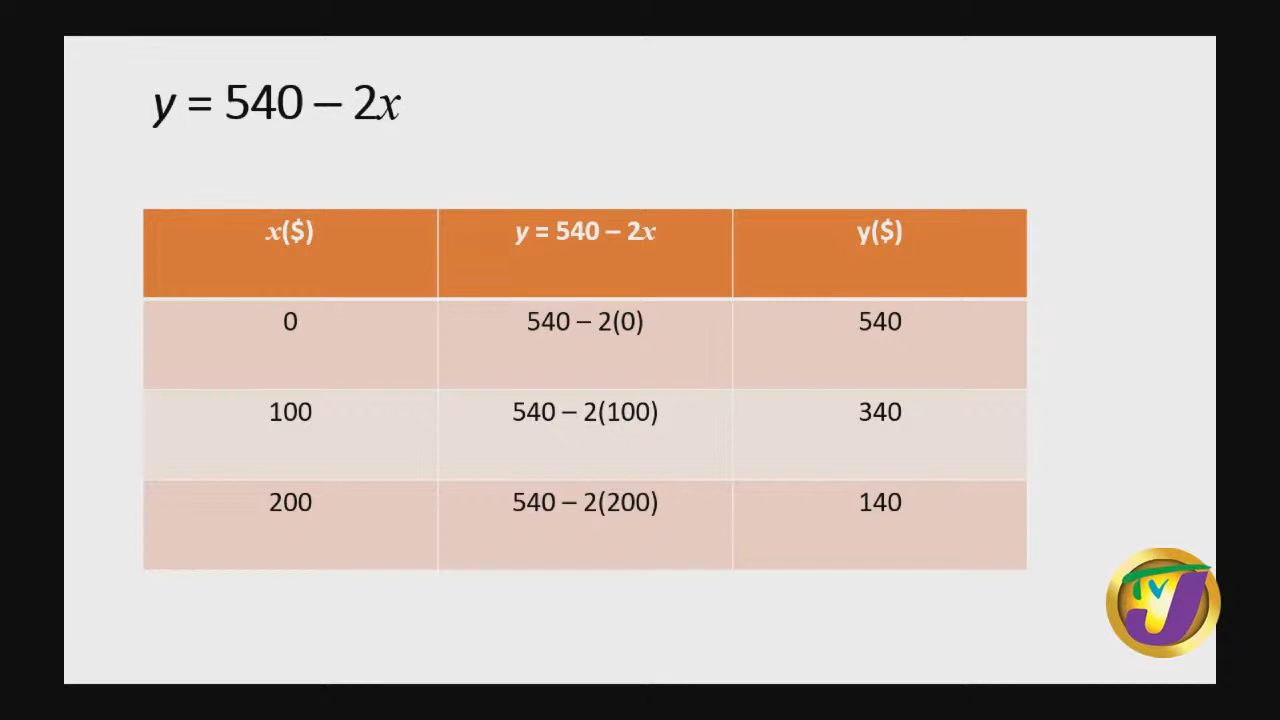 y = 540 – 2x
x($) y = 540 – 2x y($)
0 540 – 2(0) 540
100 540 – 2(100) 340
200 540 – 2(200) 140
TVJ